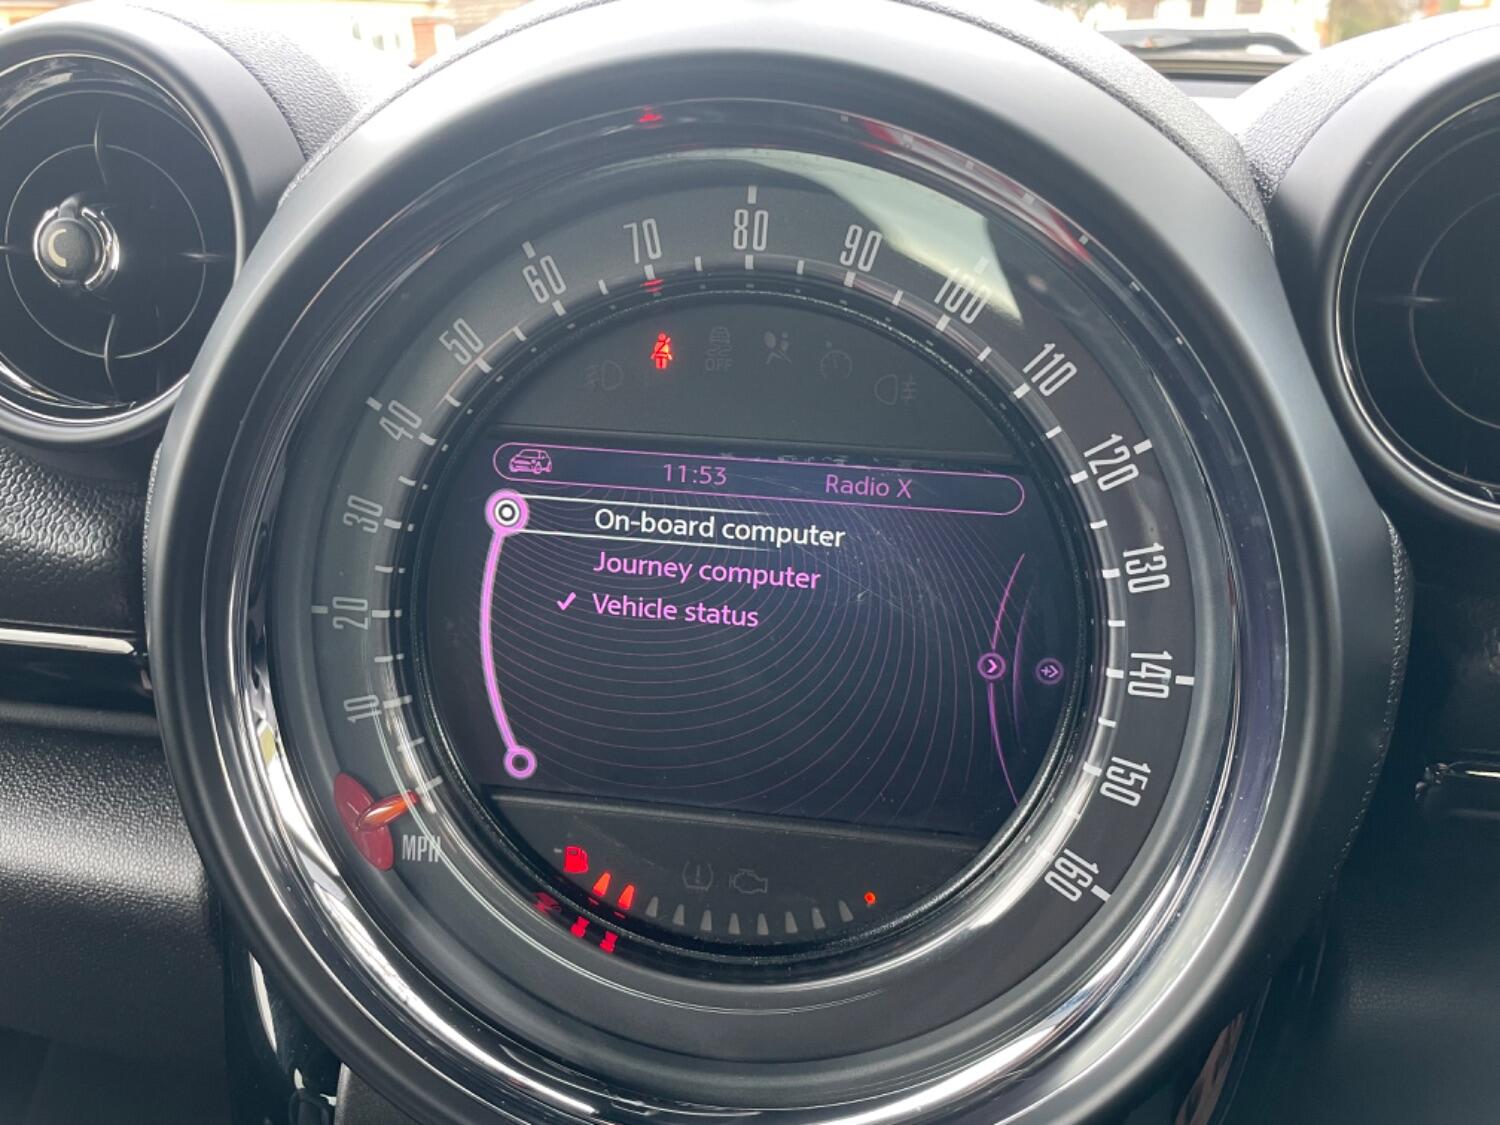 80
70
90
60
100
50
OFF
110
40
11:53 Radio X
120
On-board computer
30
Journey computer
130
Vehicle status
20
140
10
150
MPH
160